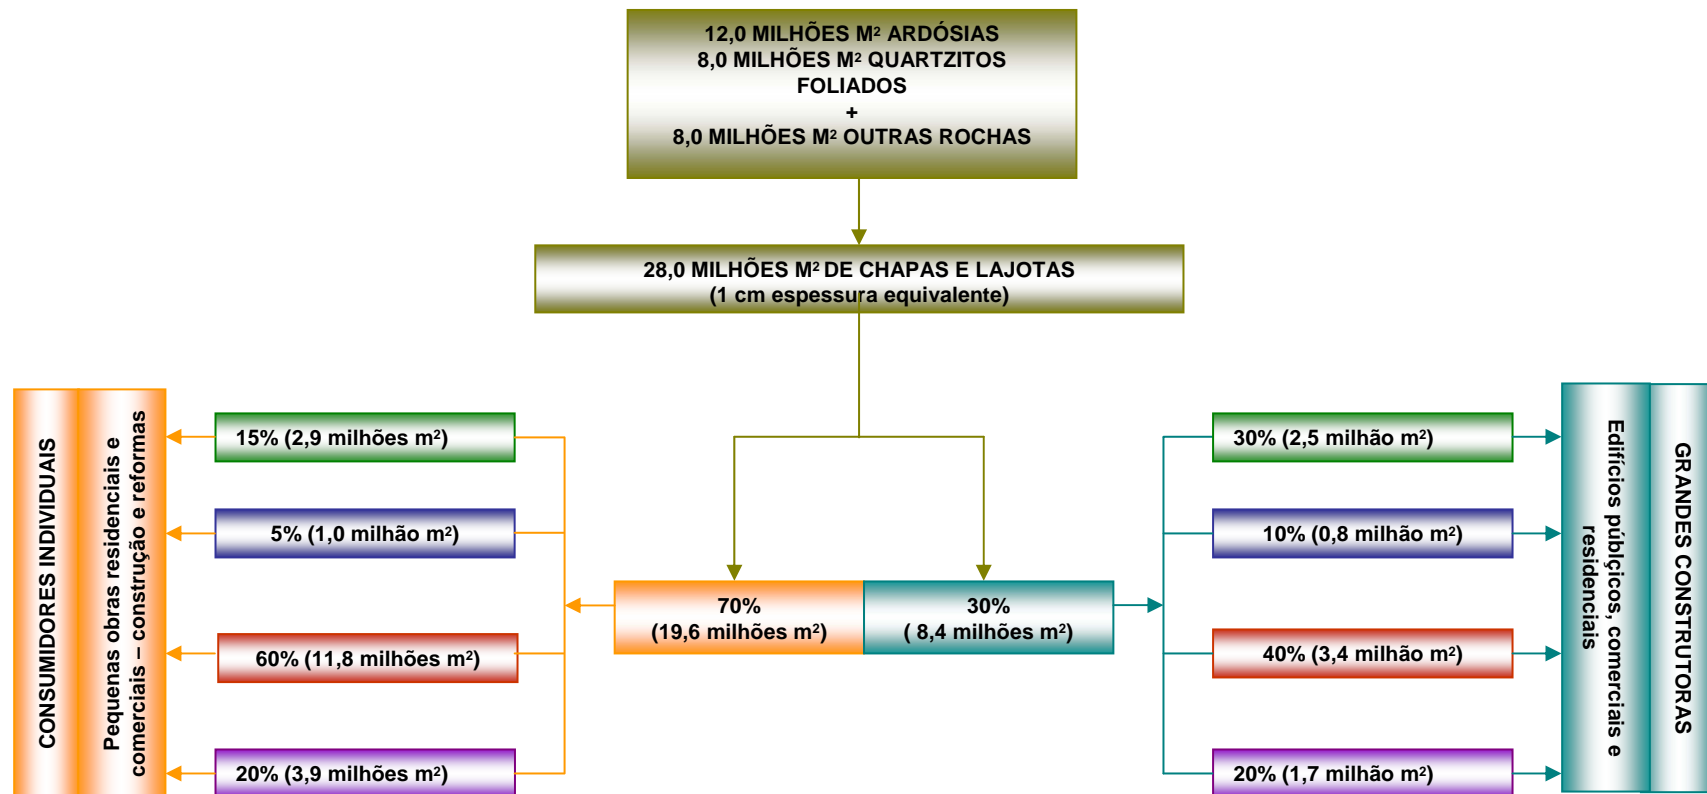 12,0 MILHÕES M² ARDÓSIAS
8,0 MILHÕES M² QUARTZITOS
FOLIADOS
+
8,0 MILHÕES M² OUTRAS ROCHAS
28,0 MILHÕES M² DE CHAPAS E LAJOTAS
(1 cm espessura equivalente)
CONSUMIDORES INDIVIDUAIS
Pequenas obras residenciais e
comerciais – construção e reformas
15% (2,9 milhões m²)
5% (1,0 milhão m²)
60% (11,8 milhões m²)
20% (3,9 milhões m²)
70%
(19,6 milhões m²)
30%
( 8,4 milhões m²)
30% (2,5 milhão m²)
10% (0,8 milhão m²)
40% (3,4 milhão m²)
20% (1,7 milhão m²)
Edifícios públçicos, comerciais e
residenciais
GRANDES CONSTRUTORAS